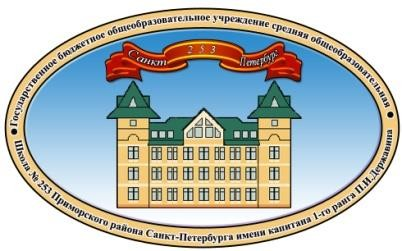 Государственное бюджетное общеобразовательное учреждение средняя общеобразовательная
Санкт 253 Петербург
Школа № 253 Приморского района Санкт-Петербурга имени капитана 1-го ранга П.И.Державина